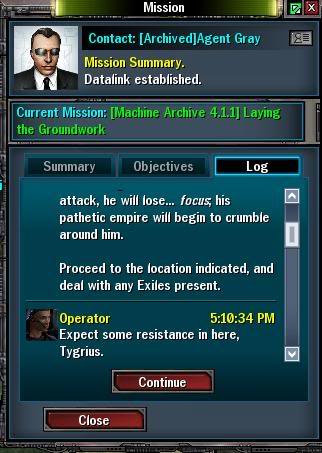 Mission
Contact: [Archived]Agent Gray
Mission Summary.
Datalink established.
Current Mission: [Machine Archive 4.1.1] Laying
the Groundwork
Summary
Objectives
Log
attack, he will lose... focus; his
pathetic empire will begin to crumble
around him.
Proceed to the location indicated, and
deal with any Exiles present.
Operator 5:10:34 PM
Expect some resistance in here,
Tygrius.
Continue
Close